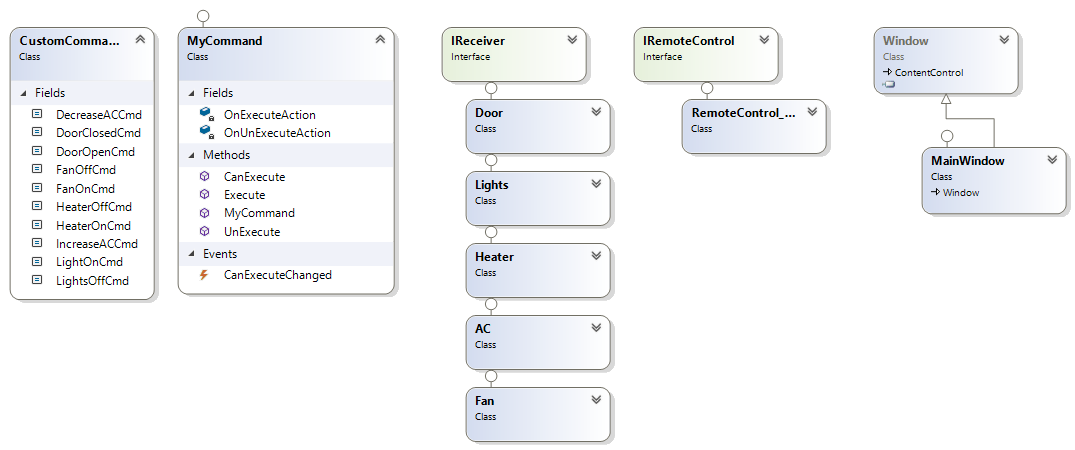 CustomComma...
Class
Fields
DecreaseACCmd
DoorClosedCmd
DoorOpenCmd
FanOffCmd
FanOnCmd
HeaterOffCmd
HeaterOnCmd
IncreaseACCmd
LightOnCmd
LightsOffCmd
MyCommand
Class
Fields
OnExecuteAction
OnUnExecuteAction
Methods
CanExecute
Execute
MyCommand
UnExecute
Events
CanExecuteChanged
IReceiver
Interface
Door
Class
Lights
Class
Heater
Class
AC
Class
Fan
Class
IRemoteControl
Interface
RemoteControl_...
Class
Window
Class
ContentControl
MainWindow
Class
Window